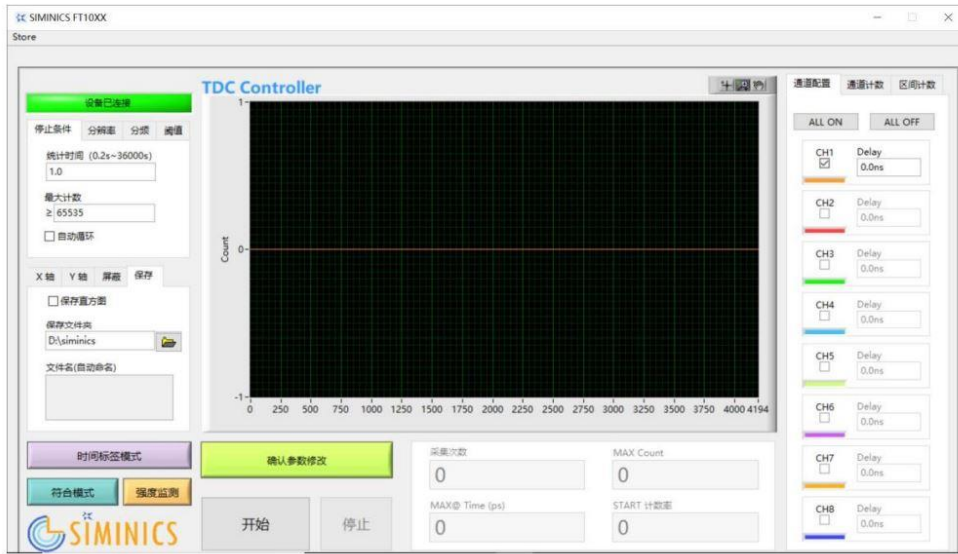 SIMINICS FT10XX
Store
设备已连接
停止条件 分辨率 分频 阈值
统计时间 (0.2s~36000s)
1.0
最大计数
≥ 65535
自动循环
X 轴 Y 轴 屏蔽 保存
保存直方图
保存文件夹
D:\siminics
文件名(自动命名)
时间标签模式
符合模式 强度监测
SIMINICS
TDC Controller
Count
1
0
-1
0 250 500 750 1000 1250 1500 1750 2000 2250 2500 2750 3000 3250 3500 3750 4000 4194
确认参数修改
开始 停止
采集次数 MAX Count
0 0
MAX@ Time (ps) START 计数率
0 0
通道配置 通道计数 区间计数
ALL ON ALL OFF
CH1 Delay
0.0ns
CH2 Delay
0.0ns
CH3 Delay
0.0ns
CH4 Delay
0.0ns
CH5 Delay
0.0ns
CH6 Delay
0.0ns
CH7 Delay
0.0ns
CH8 Delay
0.0ns